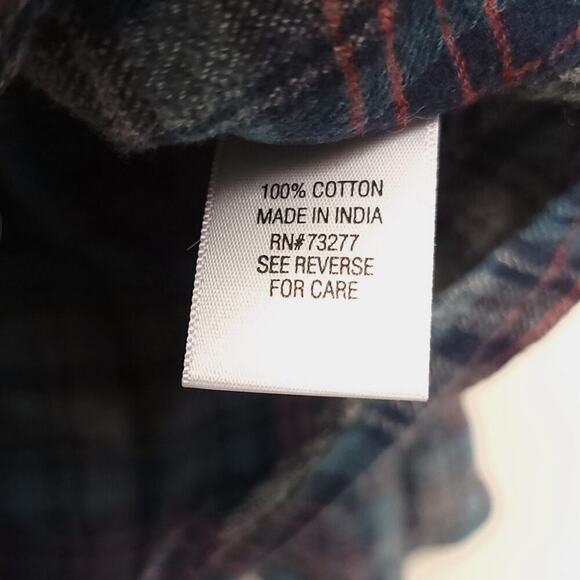 100% COTTON
MADE IN INDIA
RN#73277
SEE REVERSE
FOR CARE